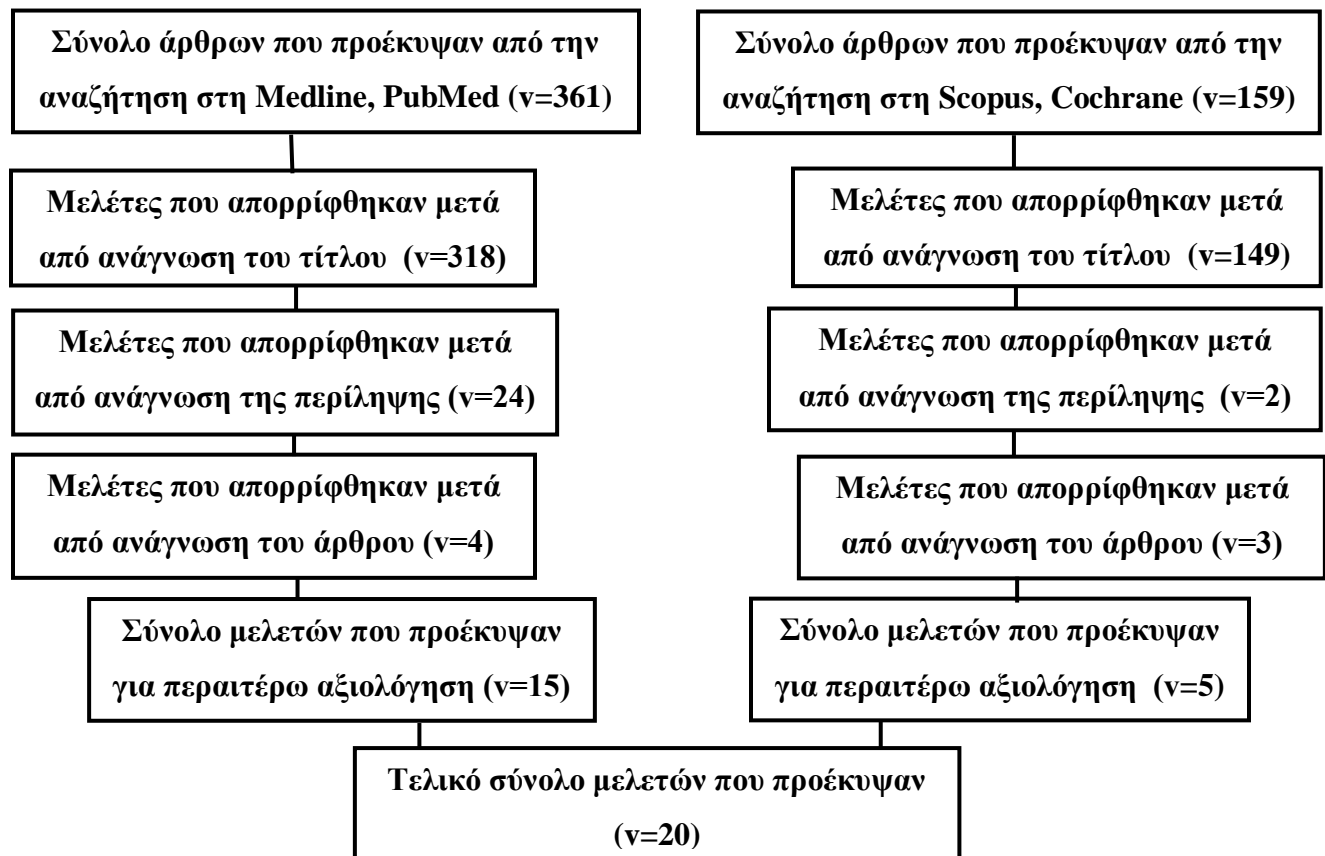 Σύνολο άρθρων που προέκυψαν από την
αναζήτηση στη Medline, PubMed (ν=361)
Σύνολο άρθρων που προέκυψαν από την
αναζήτηση στη Scopus, Cochrane (ν=159)
Μελέτες που απορρίφθηκαν μετά
από ανάγνωση του τίτλου (ν=318)
Μελέτες που απορρίφθηκαν μετά
από ανάγνωση του τίτλου (ν=149)
Μελέτες που απορρίφθηκαν μετά
από ανάγνωση της περίληψης (ν=24)
Μελέτες που απορρίφθηκαν μετά
από ανάγνωση της περίληψης (ν=2)
Μελέτες που απορρίφθηκαν μετά
από ανάγνωση του άρθρου (ν=4)
Μελέτες που απορρίφθηκαν μετά
από ανάγνωση του άρθρου (ν=3)
Σύνολο μελετών που προέκυψαν
για περαιτέρω αξιολόγηση (ν=15)
Σύνολο μελετών που προέκυψαν
για περαιτέρω αξιολόγηση (ν=5)
Τελικό σύνολο μελετών που προέκυψαν
(ν=20)